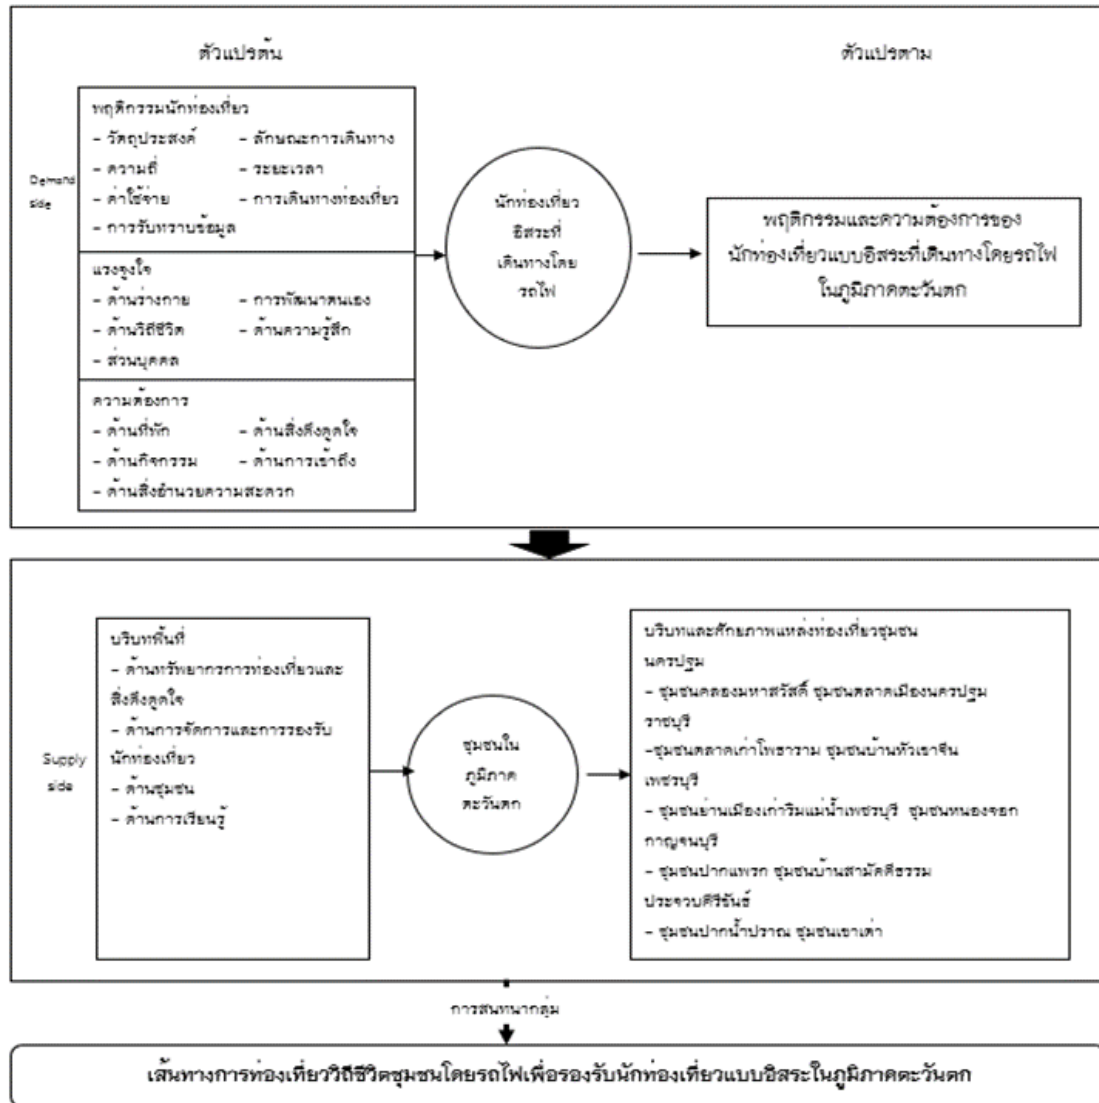 ตัวแปรต้น
ตัวแปรตาม
Demand
side
พฤติกรรมนักท่องเที่ยว
- วัตถุประสงค์ - ลักษณะการเดินทาง
- ความถี่ - ระยะเวลา
- ค่าใช้จ่าย - การเดินทางท่องเที่ยว
- การรับทราบข้อมูล
แรงจูงใจ
- ด้านร่างกาย - การพัฒนาตนเอง
- ด้านวิถีชีวิต - ด้านความรู้สึก
- ส่วนบุคคล
ความต้องการ
- ด้านที่พัก - ด้านสิ่งดึงดูดใจ
- ด้านกิจกรรม - ด้านการเข้าถึง
- ด้านสิ่งอำนวยความสะดวก
นักท่องเที่ยว
อิสระที่
เดินทางโดย
รถไฟ
พฤติกรรมและความต้องการของ
นักท่องเที่ยวแบบอิสระที่เดินทางโดยรถไฟ
ในภูมิภาคตะวันตก
Supply
side
บริบทพื้นที่
- ด้านทรัพยากรการท่องเที่ยวและ
สิ่งดึงดูดใจ
- ด้านการจัดการและการรองรับ
นักท่องเที่ยว
- ด้านชุมชน
- ด้านการเรียนรู้
ชุมชนใน
ภูมิภาค
ตะวันตก
บริบทและศักยภาพแหล่งท่องเที่ยวชุมชน
นครปฐม
- ชุมชนคลองมหาสวัสดิ์ ชุมชนตลาดเมืองนครปฐม
ราชบุรี
-ชุมชนตลาดเก่าโพธาราม ชุมชนบ้านหัวเขาจีน
เพชรบุรี
- ชุมชนย่านเมืองเก่าริมแม่น้ำเพชรบุรี ชุมชนหนองจอก
กาญจนบุรี
- ชุมชนปากแพรก ชุมชนบ้านสามัคคีธรรม
ประจวบคีรีขันธ์
- ชุมชนปากน้ำปราณ ชุมชนเขาเต่า
การสนทนากลุ่ม
เส้นทางการท่องเที่ยววิถีชีวิตชุมชนโดยรถไฟเพื่อรองรับนักท่องเที่ยวแบบอิสระในภูมิภาคตะวันตก